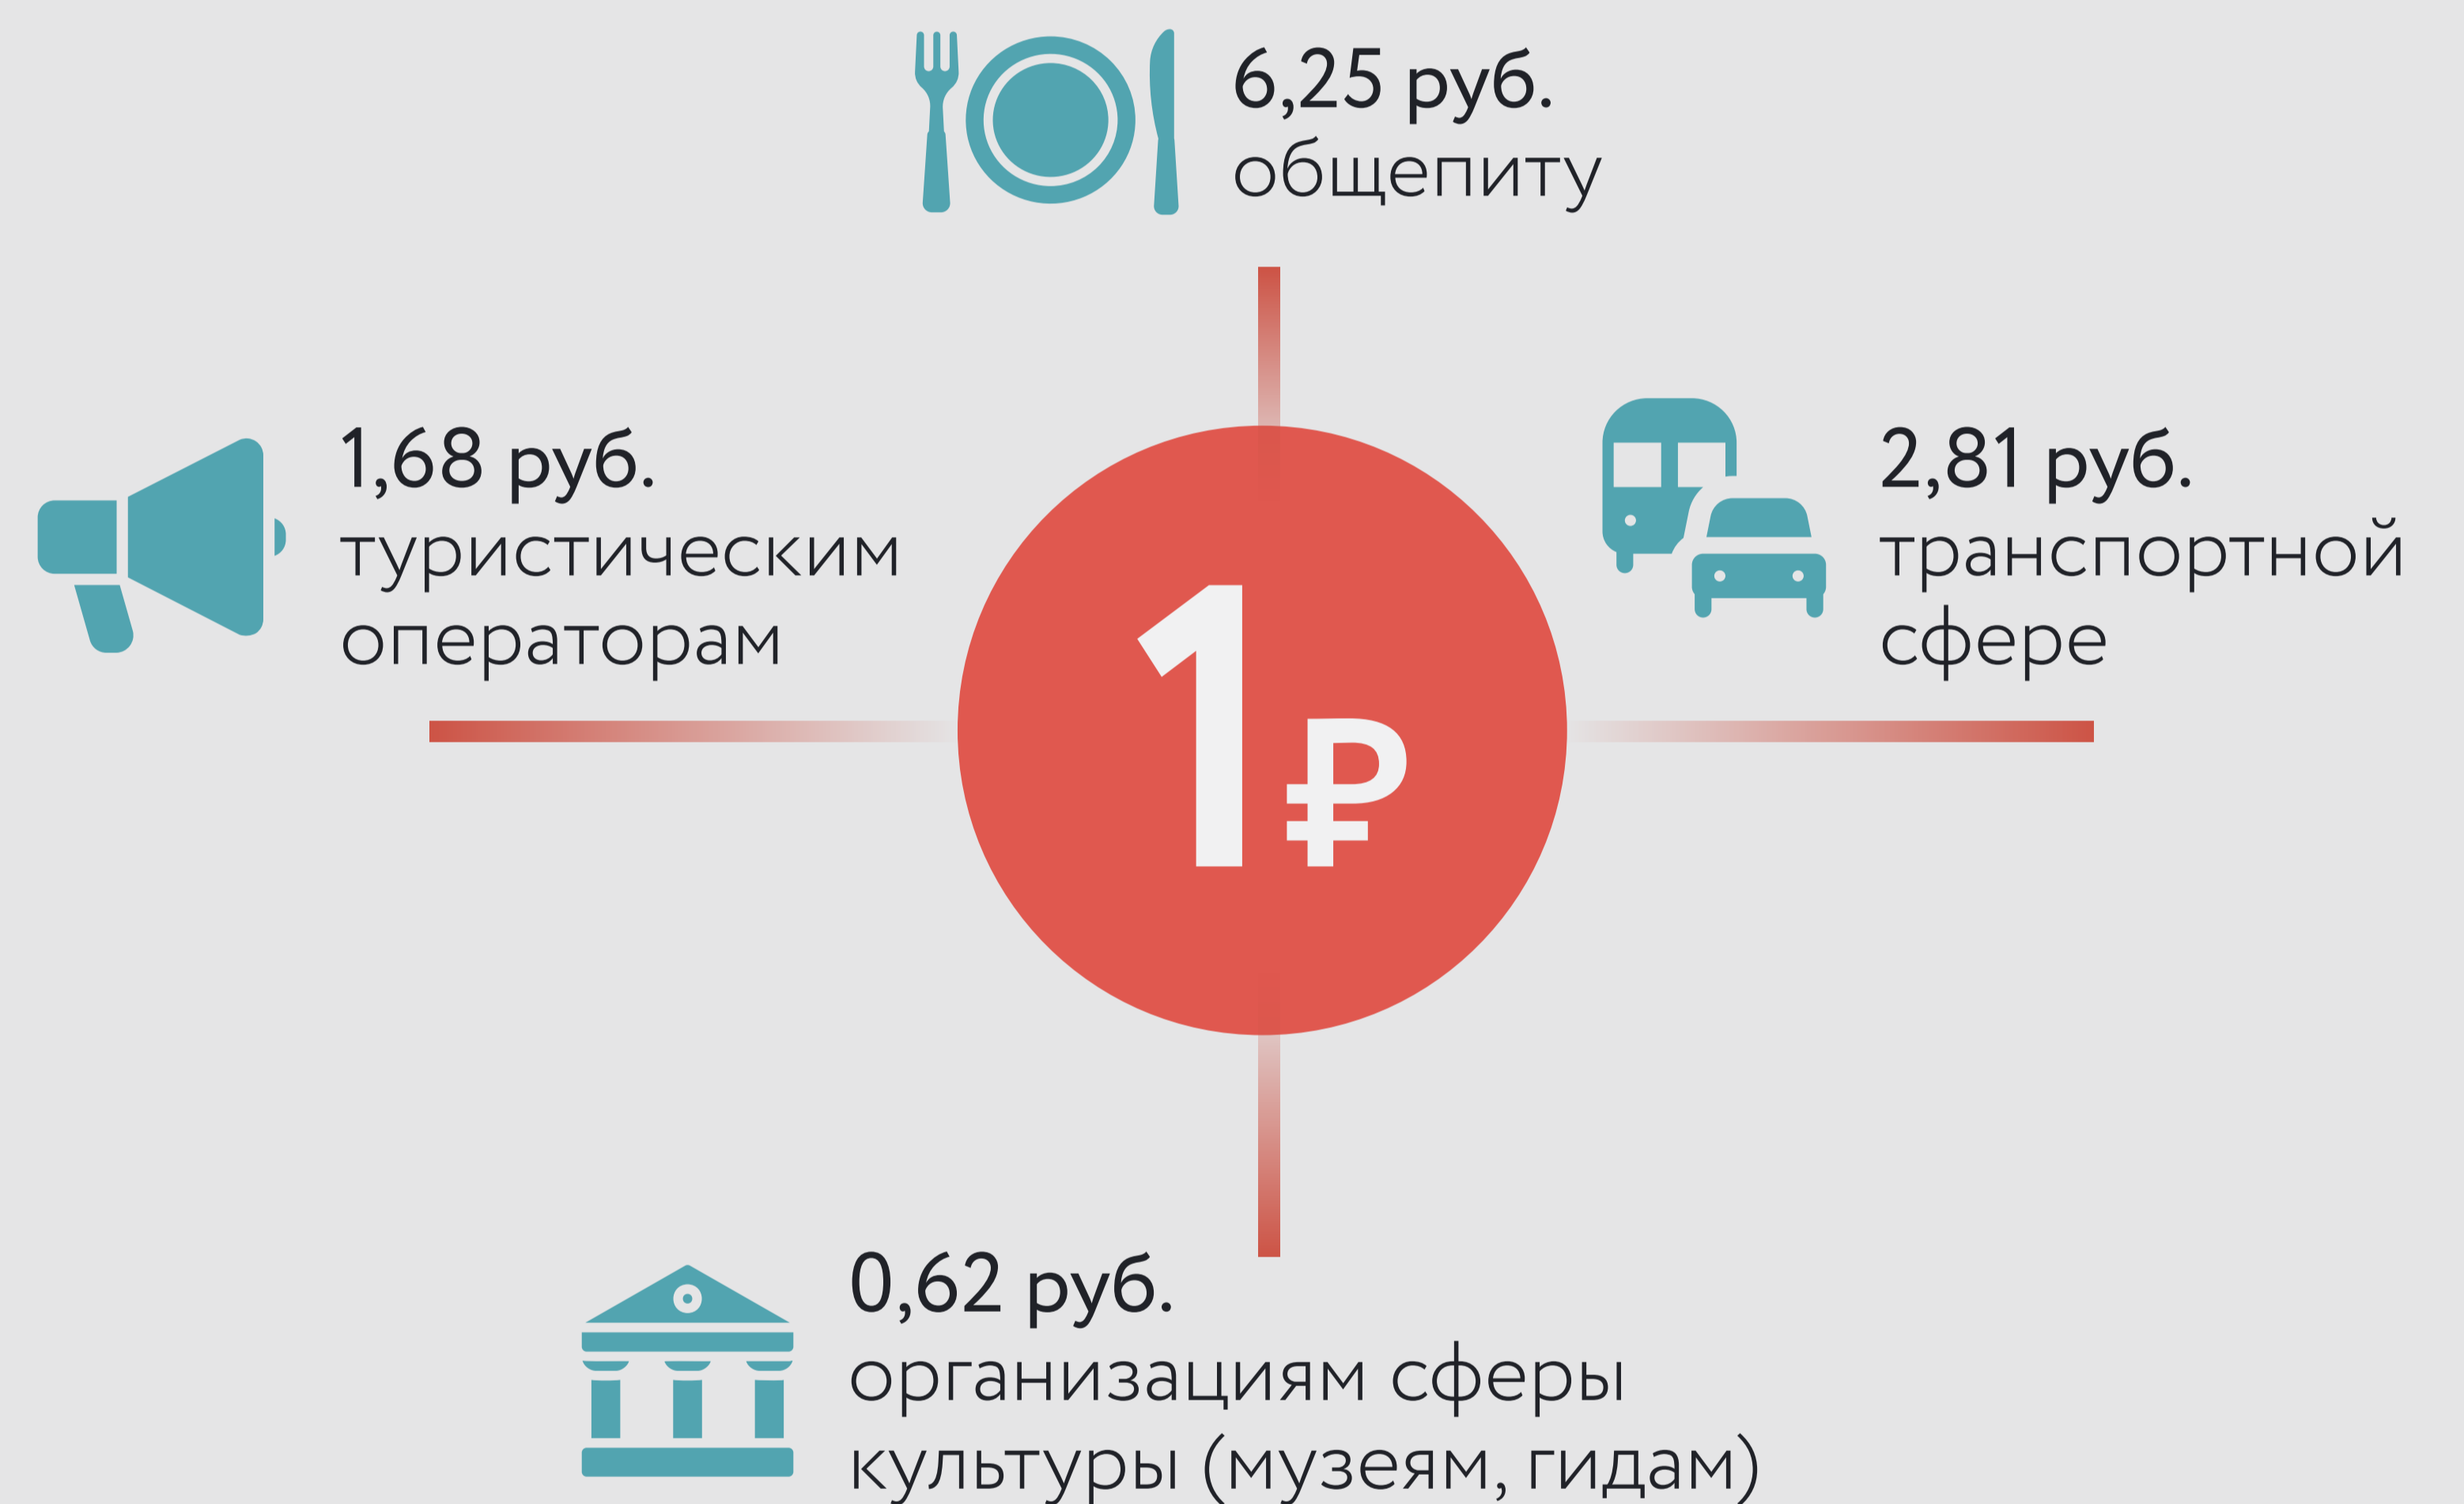 6,25 руб.
общепиту
1,68 руб.
туристическим
операторам
2,81 руб.
транспортной
сфере
1₽
0,62 руб.
организациям сферы
культуры (музеям, гидам)